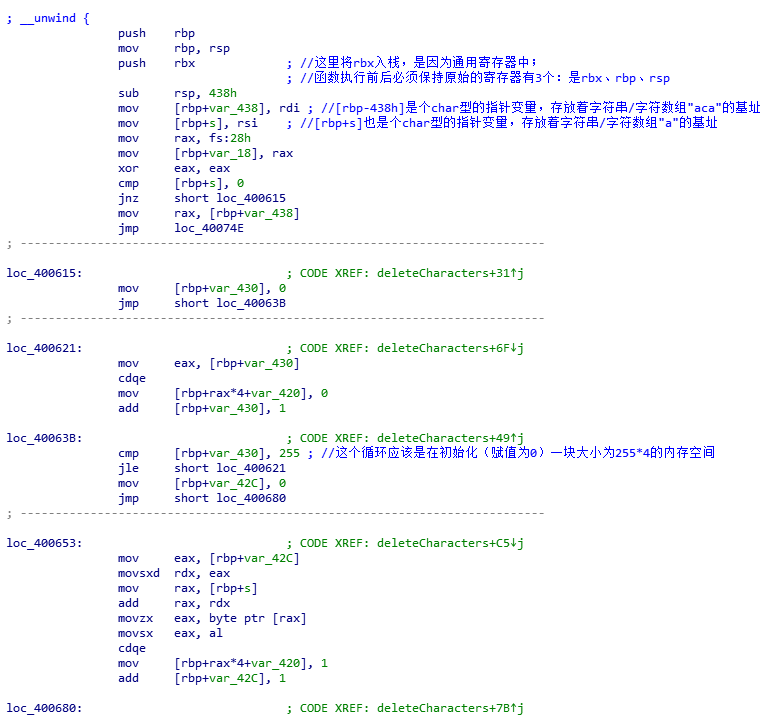 ; __unwind {
push rbp
mov rbp, rsp
push rbx ; //这里将rbx入栈，是因为通用寄存器中；
; //函数执行前后必须保持原始的寄存器有3个：是rbx、rbp、rsp
sub rsp, 438h
mov [rbp+var_438], rdi ; //[rbp-438h]是个char型的指针变量，存放着字符串/字符数组"aca"的基址
mov [rbp+s], rsi ; //[rbp+s]也是个char型的指针变量，存放着字符串/字符数组"a"的基址
mov rax, fs:28h
mov [rbp+var_18], rax
xor eax, eax
cmp [rbp+s], 0
jnz short loc_400615
mov rax, [rbp+var_438]
jmp loc_40074E
; ---------------------------------------------------------------------------
loc_400615: ; CODE XREF: deleteCharacters+31↑j
mov [rbp+var_430], 0
jmp short loc_40063B
; ---------------------------------------------------------------------------
loc_400621: ; CODE XREF: deleteCharacters+6F↓j
mov eax, [rbp+var_430]
cdqe
mov [rbp+rax*4+var_420], 0
add [rbp+var_430], 1
loc_40063B: ; CODE XREF: deleteCharacters+49↑j
cmp [rbp+var_430], 255 ; //这个循环应该是在初始化（赋值为0）一块大小为255*4的内存空间
jle short loc_400621
mov [rbp+var_42C], 0
jmp short loc_400680
; ---------------------------------------------------------------------------
loc_400653: ; CODE XREF: deleteCharacters+C5↓j
mov eax, [rbp+var_42C]
movsxd rdx, eax
mov rax, [rbp+s]
add rax, rdx
movzx eax, byte ptr [rax]
movsx eax, al
cdqe
mov [rbp+rax*4+var_420], 1
add [rbp+var_42C], 1
loc_400680: ; CODE XREF: deleteCharacters+7B↑j